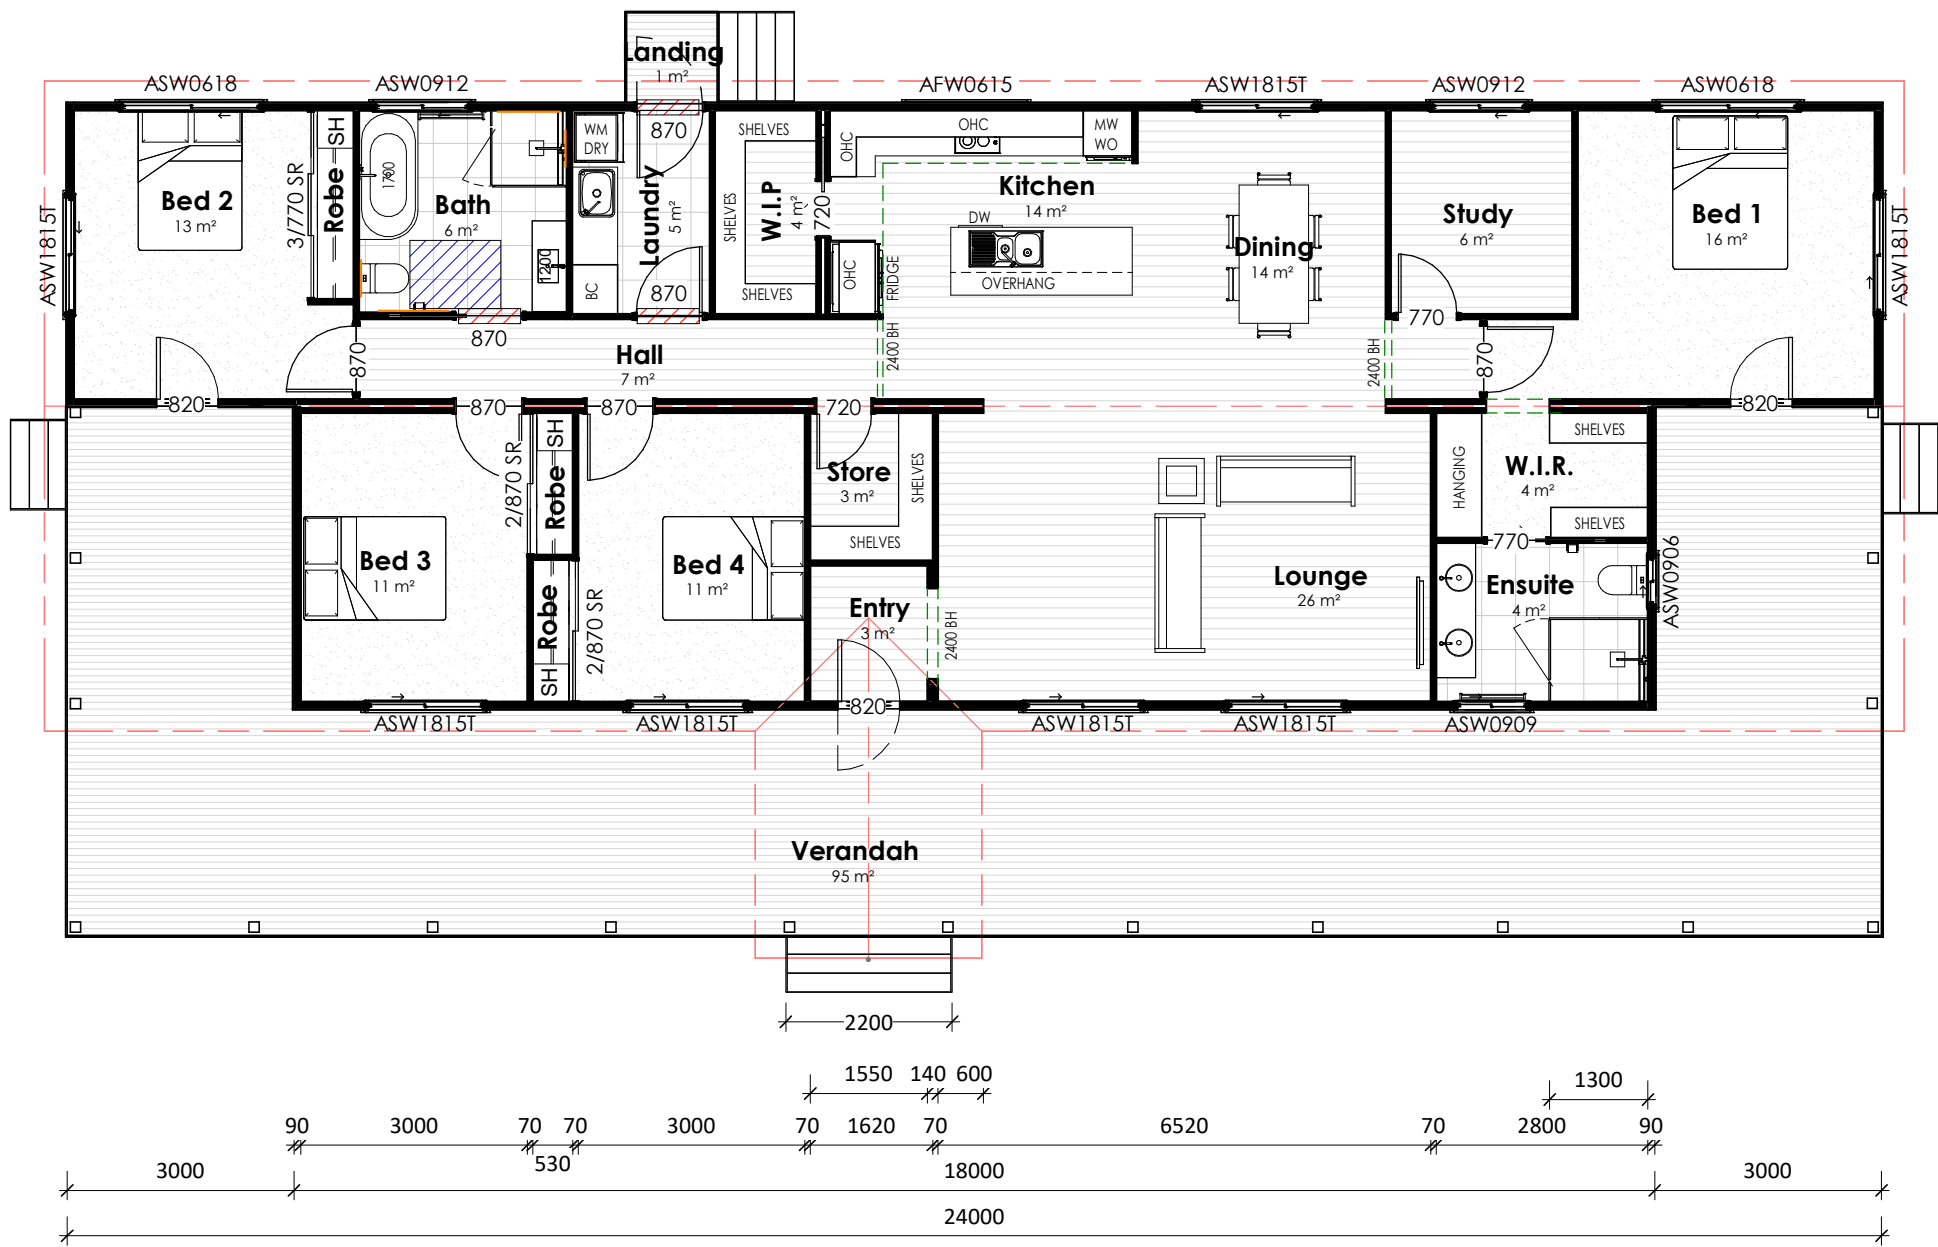 Landing
1 m²
ASW0618
ASW0912
AFW0615
ASW1815T
ASW0912
ASW0618
SH
WM
DRY
870
SHELVES
OHC
OHC
MW
WO
3/770 SR
Robe
1700
Bath
6 m²
Laundry
5 m²
SHELVES
W.I.P
4 m²
720
Kitchen
14 m²
DW
Bed 2
13 m²
Dining
14 m²
Study
6 m²
Bed 1
16 m²
ASW1815T
ASW1815T
1200
BC
870
SHELVES
OHC
FRIDGE
OVERHANG
770
870
870
Hall
7 m²
2400 BH
2400 BH
870
820
870
870
720
820
2/870 SR
SH
Robe
Store
3 m²
SHELVES
SHELVES
HANGING
W.I.R.
4 m²
SHELVES
SHELVES
770
Bed 3
11 m²
Bed 4
11 m²
Robe
SH
2/870 SR
Entry
3 m²
2400 BH
Lounge
26 m²
Ensuite
4 m²
ASW0906
820
ASW1815T
ASW1815T
ASW1815T
ASW1815T
ASW0909
Verandah
95 m²
2200
1550 140 600
1300
90 3000 70 70 3000 70 1620 70 6520 70 2800 90
530
3000 18000 3000
24000